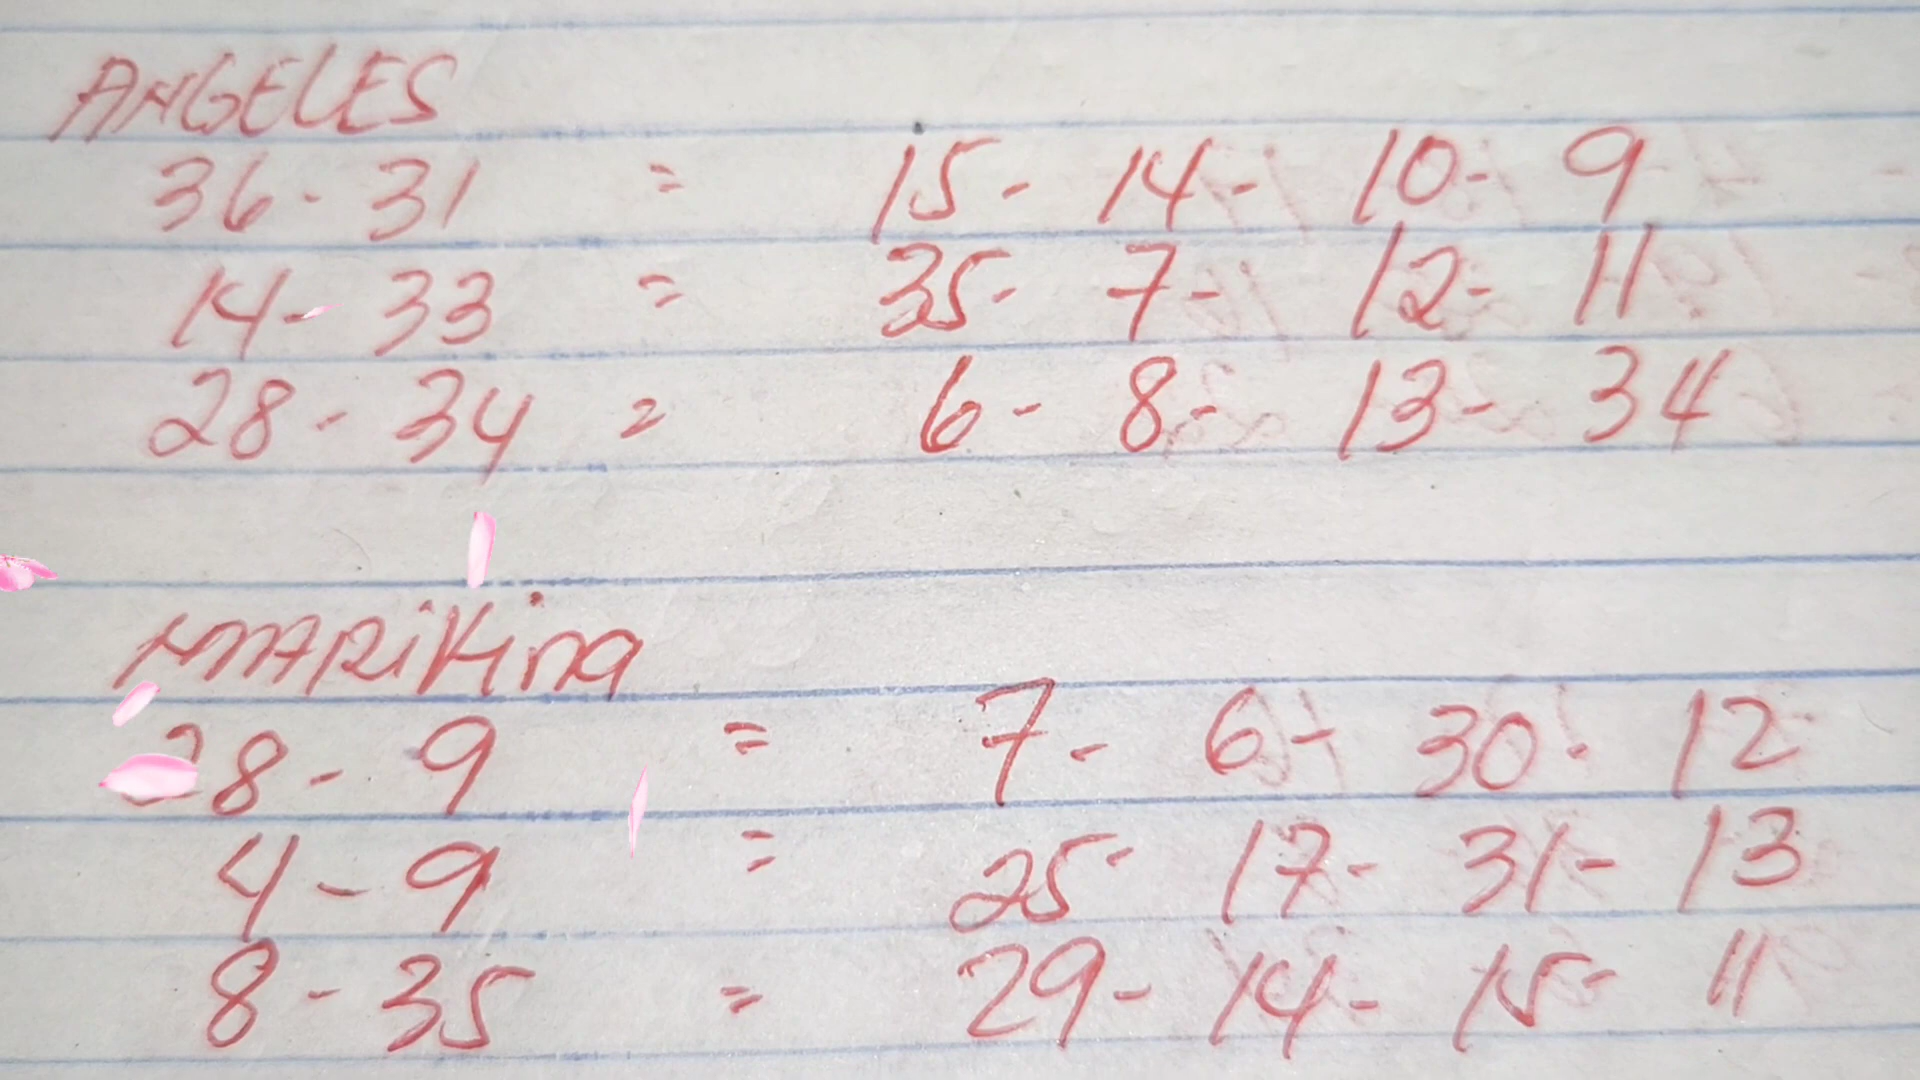 ANGELES
36 - 31 = 15 - 14 - 10 - 9
14 - 33 = 35 - 7 - 12 - 11
28 - 34 = 6 - 8 - 13 - 34
MARiKina
28 - 9 = 7 - 6 - 30 - 12
4 - 9 = 25 - 17 - 31 - 13
8 - 35 = 29 - 14 - 15 - 11